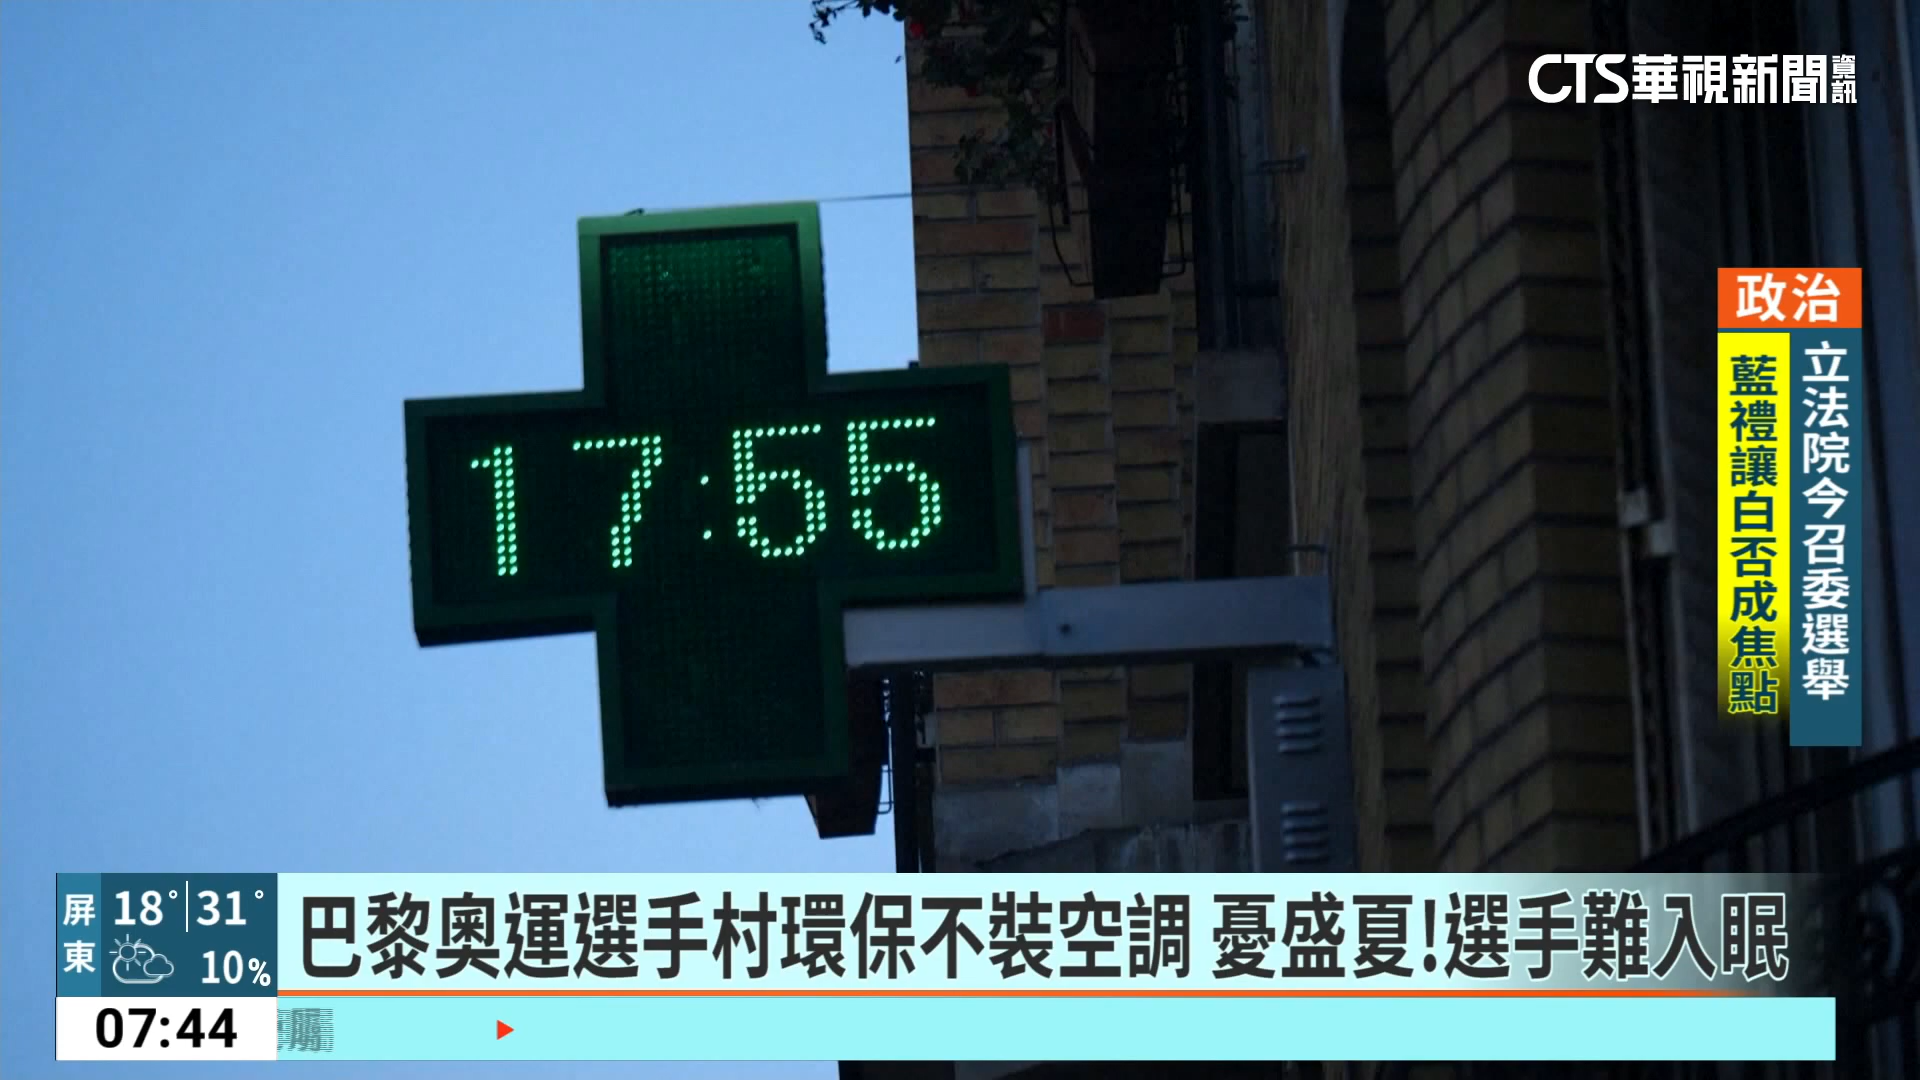 CTS華視新聞資訊
17:55
政治
立法院今召委選舉
藍禮讓白否成焦點
屏東
18° 31°
10%
巴黎奧運選手村環保不裝空調 憂盛夏!選手難入眠
07:44